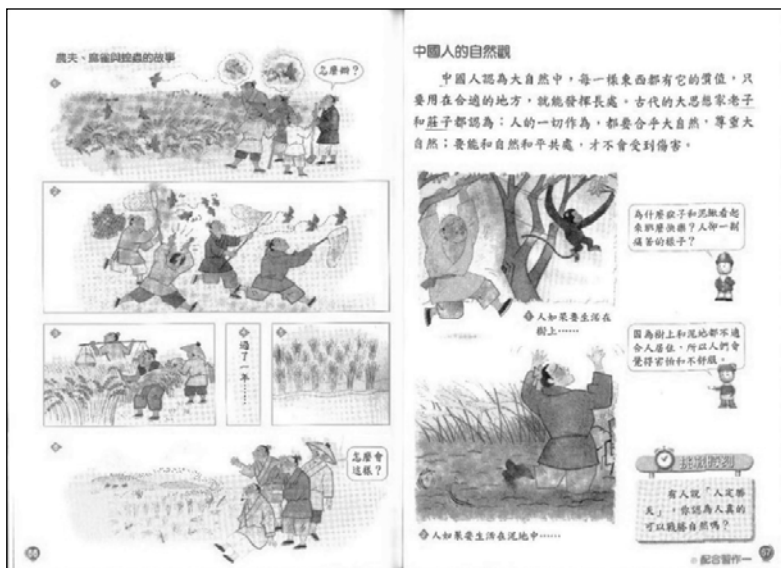 農夫、麻雀與蝗蟲的故事
怎麼辦？
過了一年……
怎麼會
這樣？
66
中國人的自然觀
中國人認為大自然中，每一樣東西都有它的價值，只
要用在合適的地方，就能發揮長處。古代的大思想家老子
和莊子都認為：人的一切作為，都要合乎大自然，尊重大
自然；要能和自然和平共處，才不會受到傷害。
人如果要生活在
樹上……
為什麼猴子和泥鰍看起
來那麼快樂？人卻一副
痛苦的樣子？
因為樹上和泥地都不適
合人居住，所以人們會
覺得害怕和不舒服。
人如果要生活在泥地中……
有人說「人定勝
天」，你認為人真的
可以戰勝自然嗎？
配合習作一
67